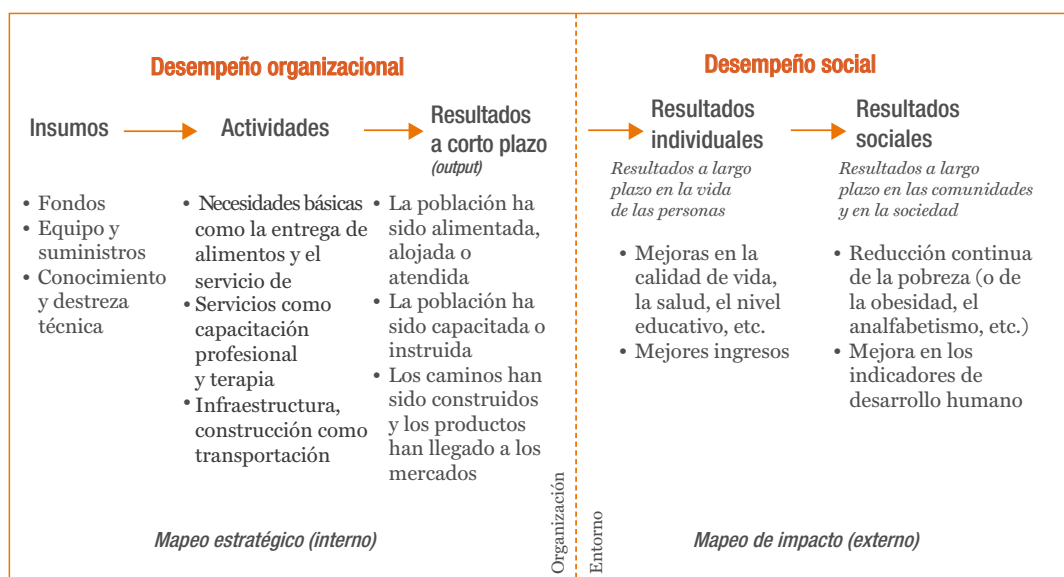 Desempeño organizacional
Insumos
Actividades
Resultados
a corto plazo
(output)
• Fondos
• Equipo y
suministros
• Conocimiento
y destreza
técnica
• Necesidades básicas
como la entrega de
alimentos y el
servicio de
• Servicios como
capacitación
profesional
y terapia
• Infraestructura,
construcción como
transportación
• La población ha
sido alimentada,
alojada o
atendida
• La población ha
sido capacitada o
instruida
• Los caminos han
sido construidos
y los productos
han llegado a los
mercados
Mapeo estratégico (interno)
Organización
Entorno
Desempeño social
Resultados
individuales
Resultados a largo
plazo en la vida
de las personas
• Mejoras en la
calidad de vida,
la salud, el nivel
educativo, etc.
• Mejores ingresos
Resultados
sociales
Resultados a largo
plazo en las comunidades
y en la sociedad
• Reducción continua
de la pobreza (o de
la obesidad, el
analfabetismo, etc.)
• Mejora en los
indicadores de
desarrollo humano
Mapeo de impacto (externo)